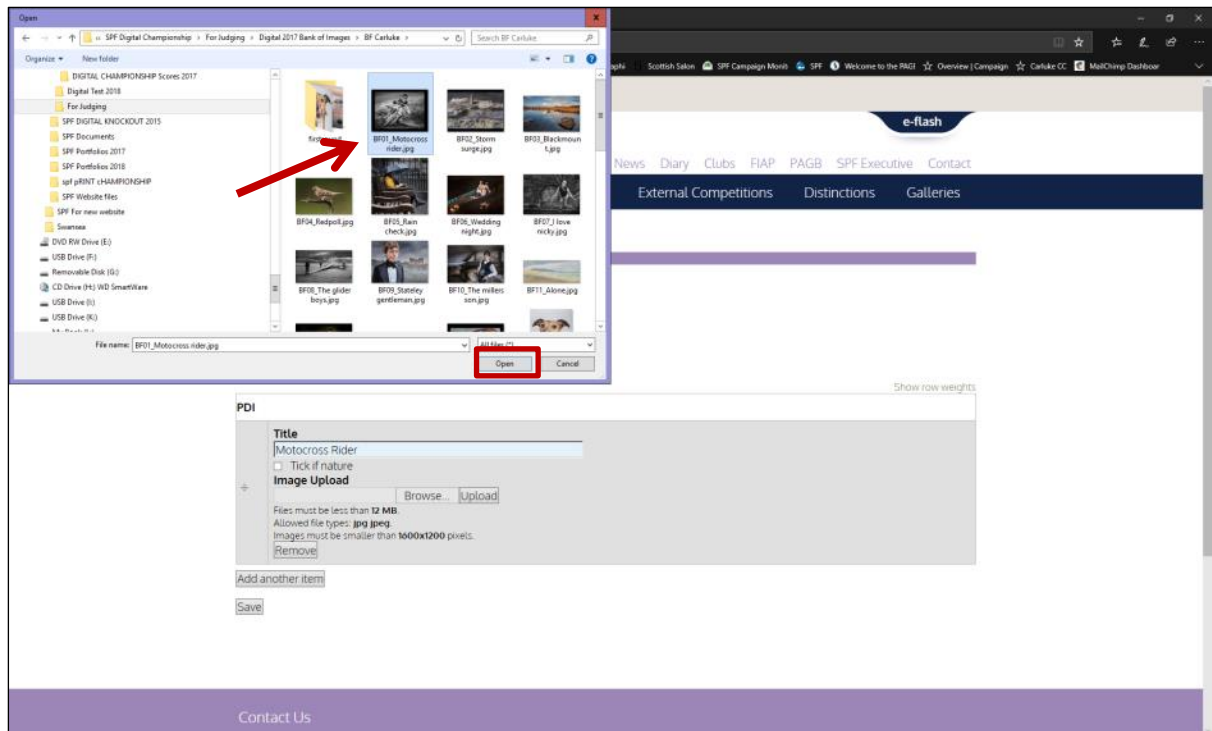 Open
« SPF Digital Championship › For Judging › Digital 2017 Bank of Images › BF Carluke ›
Search BF Carluke
Organize
New folder
DIGITAL CHAMPIONSHIP Scores 2017
Digital Test 2018
For Judging
SPF DIGITAL KNOCKOUT 2015
SPF Documents
SPF Portfolios 2017
SPF Portfolios 2018
spf pRINT cHAMPIONSHIP
SPF Website files
SPF For new website
Swansea
DVD RW Drive (E:)
USB Drive (F:)
Removable Disk (G:)
CD Drive (H:) WD SmartWare
USB Drive (I:)
USB Drive (K:)
BF01_Motocross
rider.jpg
BF02_Storm
surge.jpg
BF03_Blackmoun
t.jpg
BF04_Redpoll.jpg
BF05_Rain
check.jpg
BF06_Wedding
night.jpg
BF07_I love
nicky.jpg
BF08_The glider
boys.jpg
BF09_Stateley
gentleman.jpg
BF10_The millers
son.jpg
BF11_Alone.jpg
File name:
BF01_Motocross rider.jpg
All files (*)
Open
Cancel
Scottish Salon
SPF Campaign Monit
SPF
Welcome to the PAGI
Overview | Campaign
Carluke CC
MailChimp Dashboar
e-flash
News Diary Clubs FIAP PAGB SPF Executive Contact
External Competitions Distinctions Galleries
Show row weights
PDI
Title
Motocross Rider
Tick if nature
Image Upload
Browse... Upload
Files must be less than 12 MB.
Allowed file types: jpg jpeg.
Images must be smaller than 1600x1200 pixels.
Remove
Add another item
Save
Contact Us